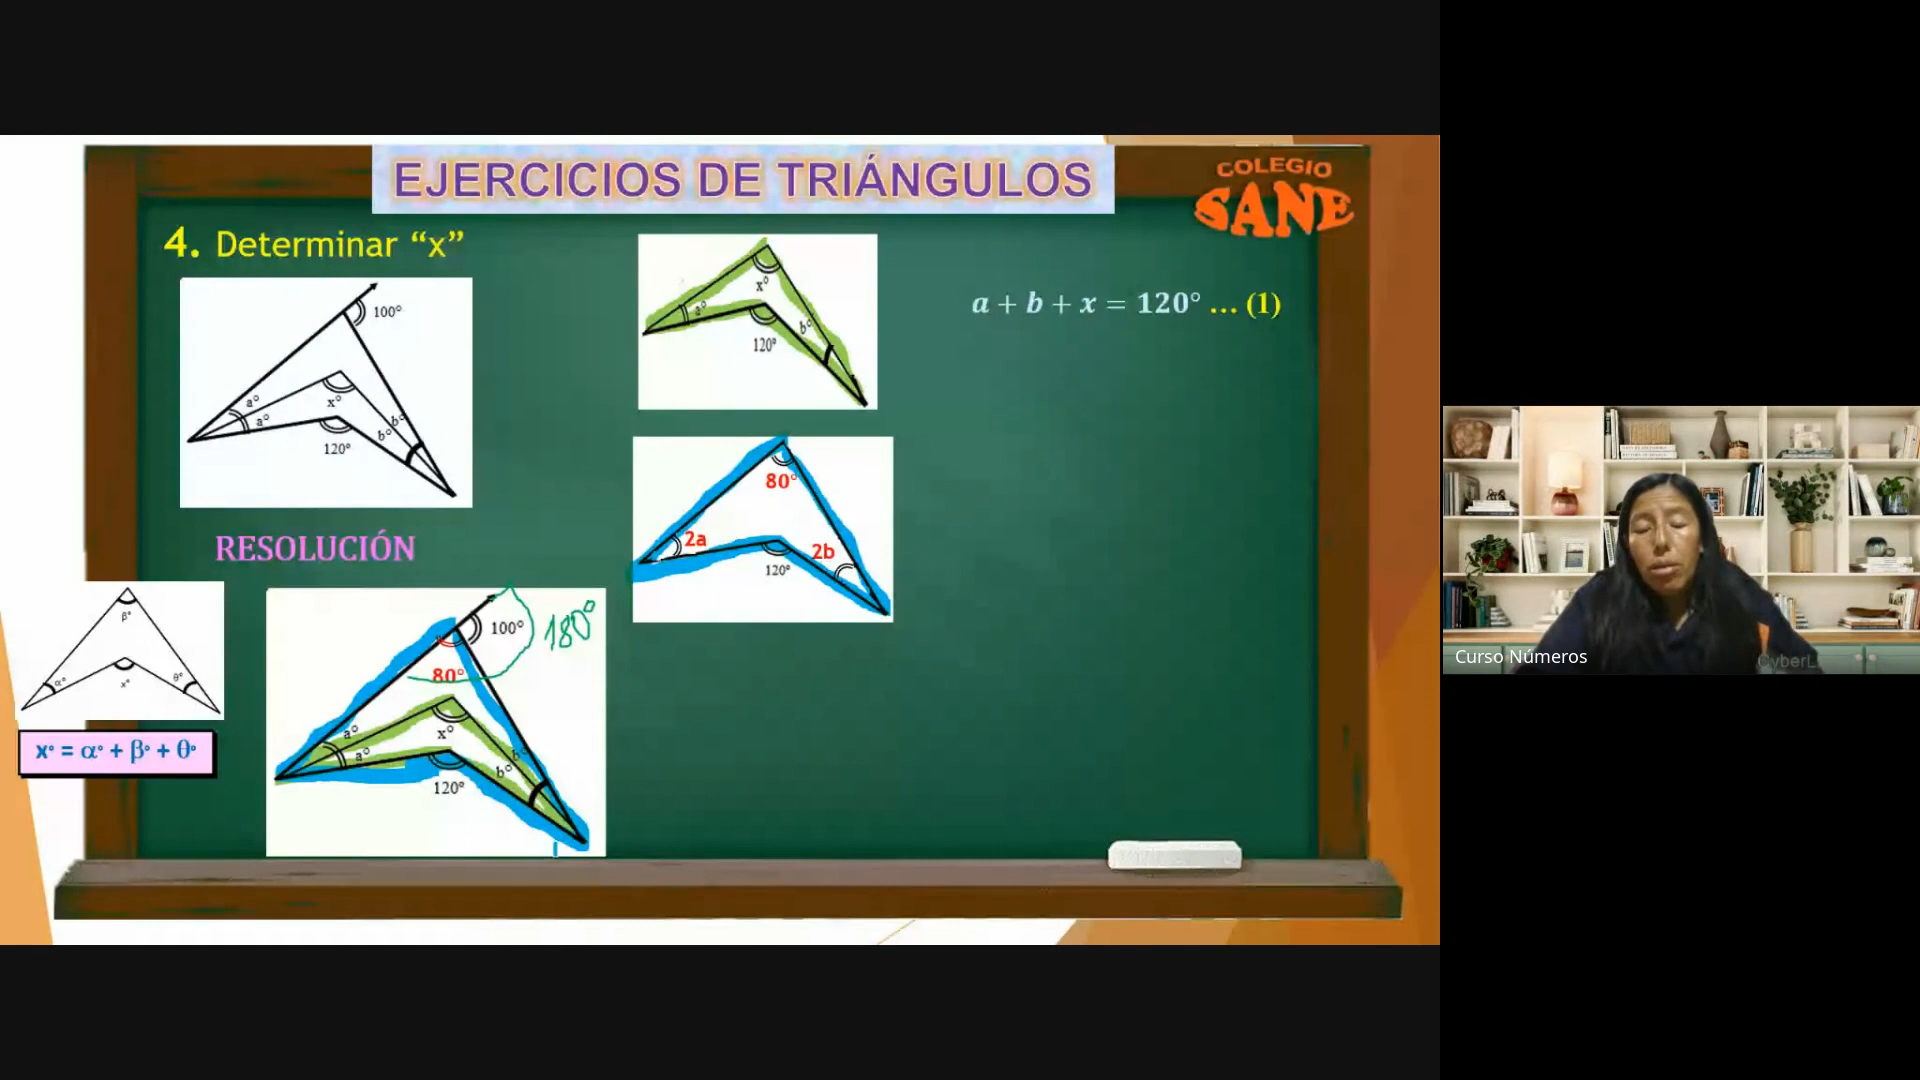 EJERCICIOS DE TRIÁNGULOS
COLEGIO
SANE
4. Determinar “x”
100°
a°
a°
x°
b°
b°
120°
x°
a°
b°
120°
a + b + x = 120° ... (1)
80°
2a
2b
120°
RESOLUCIÓN
β°
α°
x°
θ°
x° = α° + β° + θ°
100°
180°
80°
a°
a°
x°
b°
b°
120°
Curso Números